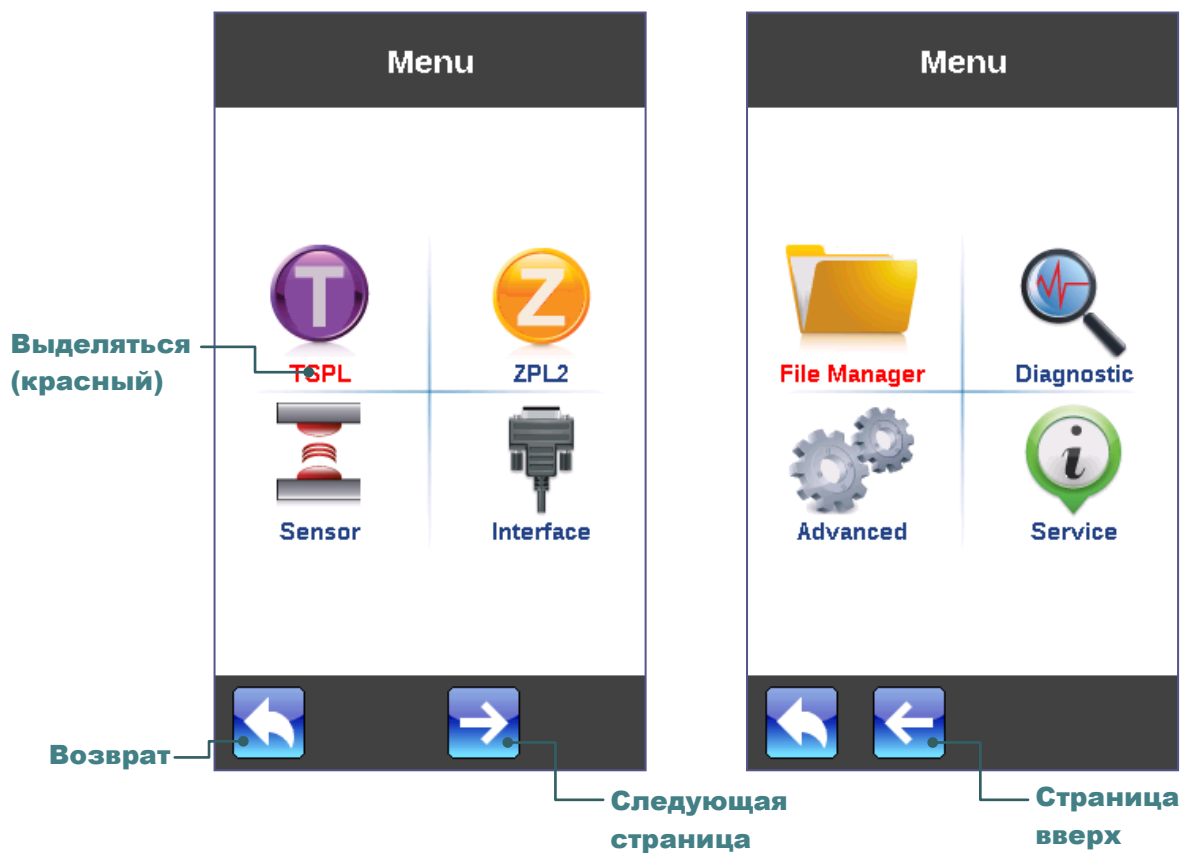 Menu
Menu
T
Z
Выделяться
(красный)
TSPL
ZPL2
File Manager
Diagnostic
i
Sensor
Interface
Advanced
Service
Возврат
Следующая
страница
Страница
вверх